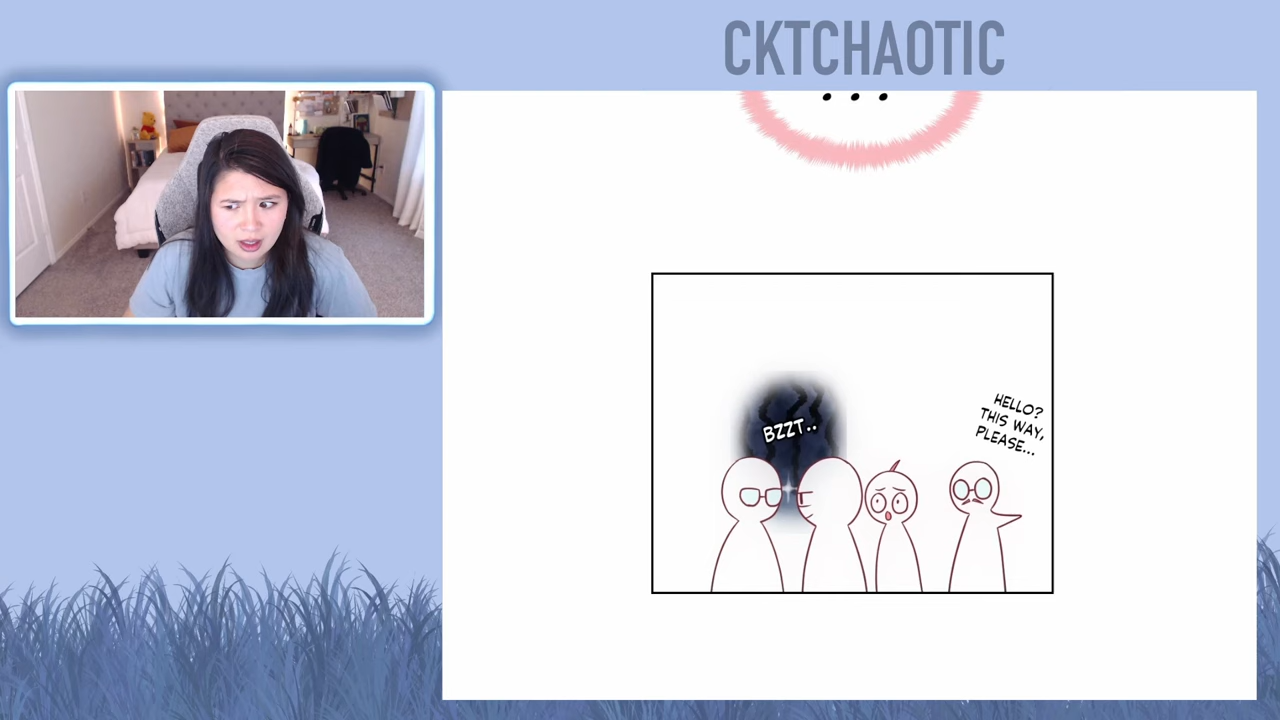 CKTCHAOTIC
...
BZZT..
HELLO?
THIS WAY,
PLEASE...